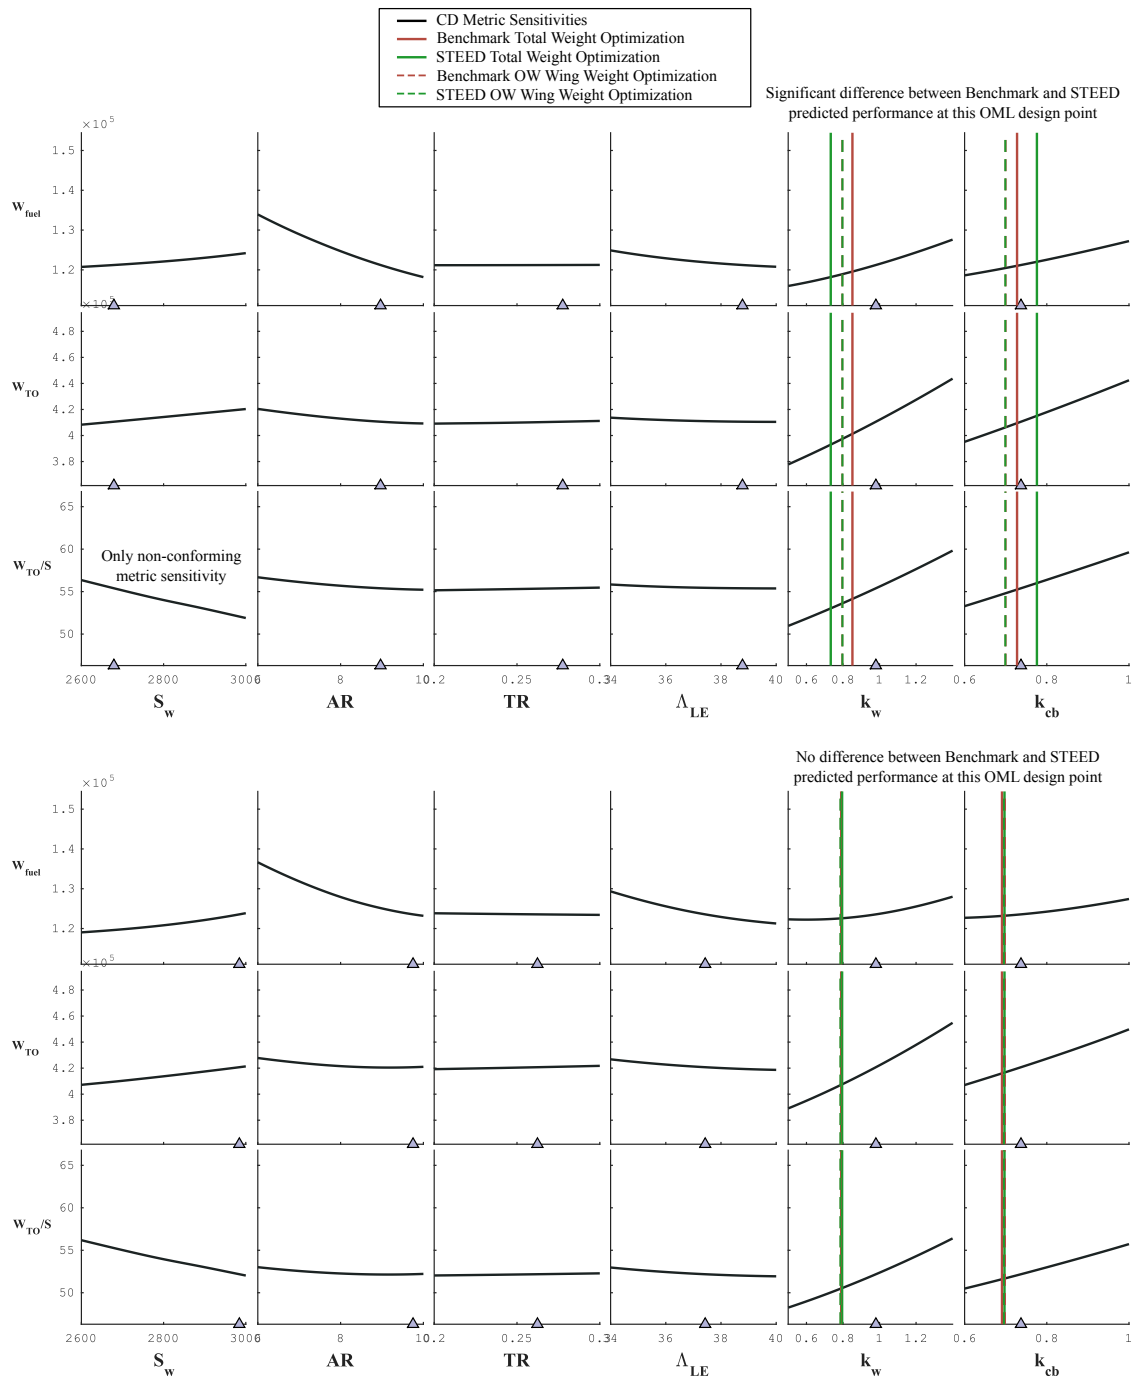 CD Metric Sensitivities
Benchmark Total Weight Optimization
STEED Total Weight Optimization
Benchmark OW Wing Weight Optimization
STEED OW Wing Weight Optimization
Significant difference between Benchmark and STEED
predicted performance at this OML design point
×10^5
1.5
1.4
1.3
1.2
W_fuel
×10^5
4.8
4.6
4.4
4.2
4
3.8
W_TO
65
60
55
50
W_TO/S
Only non-conforming
metric sensitivity
2600 2800 3000
6 8 10
0.2 0.25 0.3
34 36 38 40
0.6 0.8 1 1.2
0.6 0.8 1
S_w AR TR Λ_LE k_w k_cb
No difference between Benchmark and STEED
predicted performance at this OML design point
×10^5
1.5
1.4
1.3
1.2
W_fuel
×10^5
4.8
4.6
4.4
4.2
4
3.8
W_TO
65
60
55
50
W_TO/S
2600 2800 3000
6 8 10
0.2 0.25 0.3
34 36 38 40
0.6 0.8 1 1.2
0.6 0.8 1
S_w AR TR Λ_LE k_w k_cb